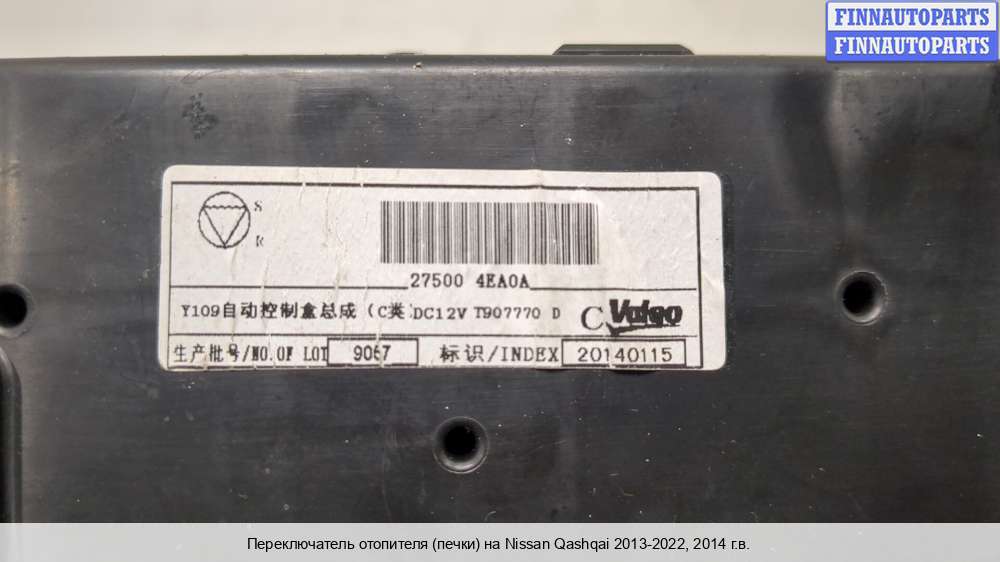 FINNAUTOPARTS
FINNAUTOPARTS
S
R
27500 4EA0A
Y109自动控制盒总成 (C类) DC12V T907770 D C Valeo
生产批号/NO.OF LOT 9067 标识/INDEX 20140115
Переключатель отопителя (печки) на Nissan Qashqai 2013-2022, 2014 г.в.